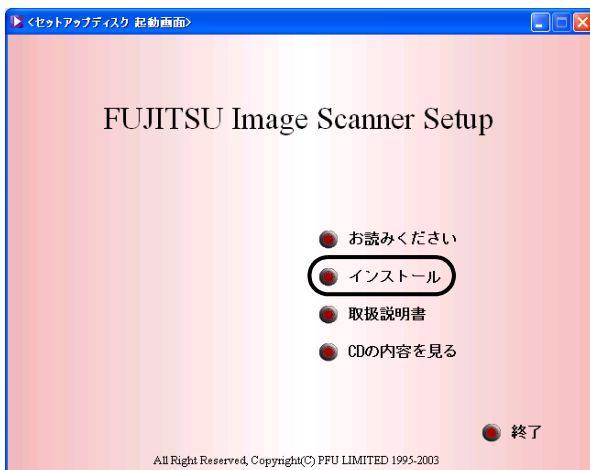 <セットアップディスク 起動画面>
FUJITSU Image Scanner Setup
お読みください
インストール
取扱説明書
CDの内容を見る
終了
All Right Reserved, Copyright(C) PFU LIMITED 1995-2003